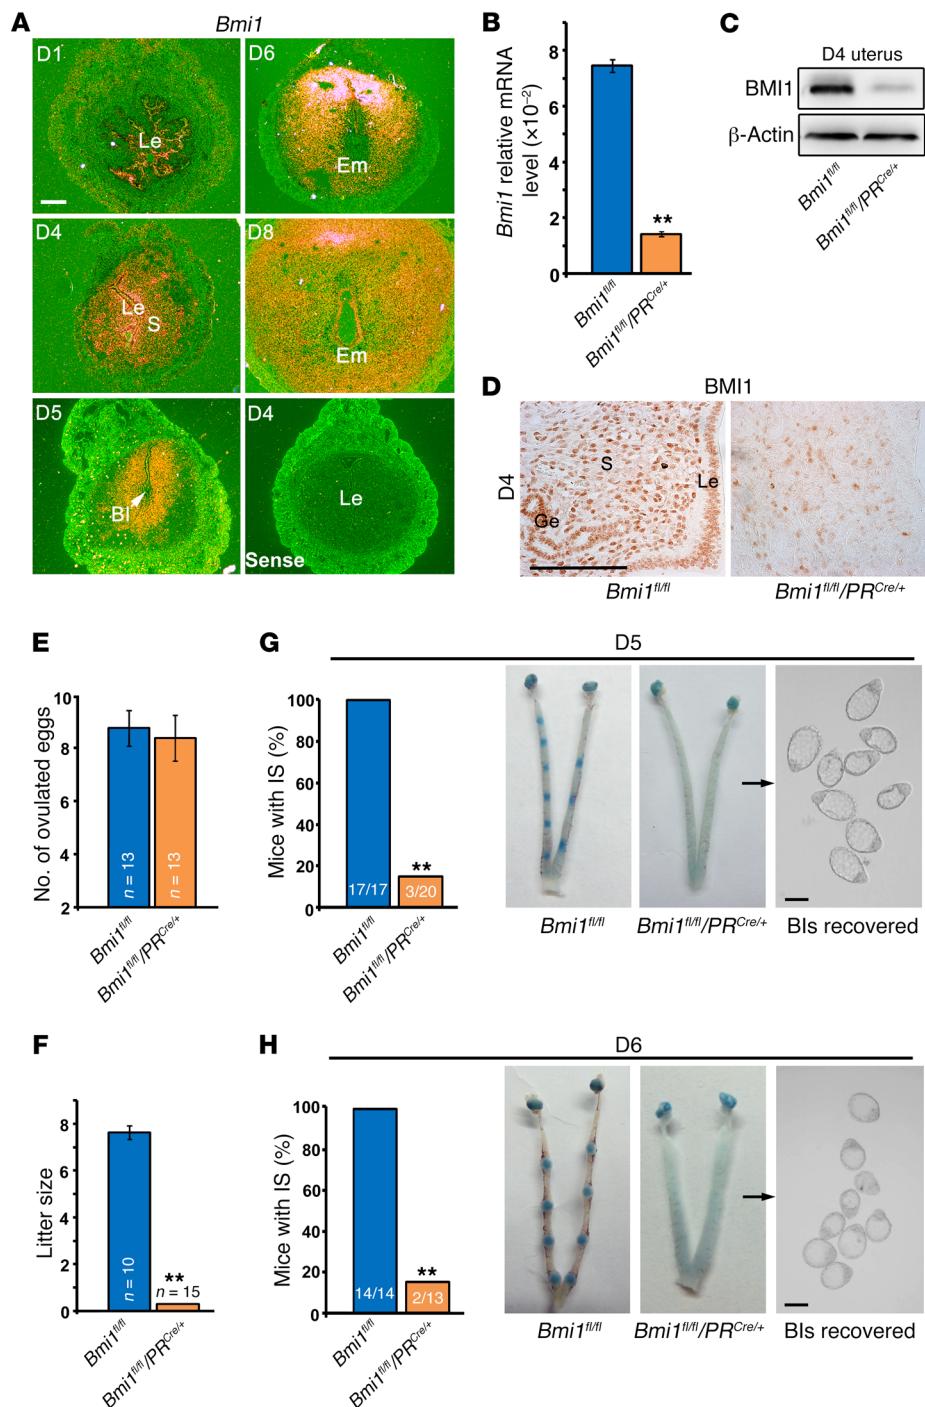 A
Bmi1
D1
Le
D6
Em
D4
Le
S
D8
Em
D5
Bl
D4
Le
Sense
B
Bmi1 relative mRNA
level (×10–2)
8
6
4
2
0
**
Bmi1fl/fl
Bmi1fl/fl/PRCre/+
C
D4 uterus
BMI1
β-Actin
Bmi1fl/fl
Bmi1fl/fl/PRCre/+
D
BMI1
D4
S
Le
Ge
Bmi1fl/fl
Bmi1fl/fl/PRCre/+
E
No. of ovulated eggs
10
8
6
4
2
n = 13
n = 13
Bmi1fl/fl
Bmi1fl/fl/PRCre/+
G
D5
Mice with IS (%)
100
80
60
40
20
0
17/17
**
3/20
Bmi1fl/fl
Bmi1fl/fl/PRCre/+
Bmi1fl/fl
Bmi1fl/fl/PRCre/+
Bls recovered
F
Litter size
8
6
4
2
0
n = 10
**
n = 15
Bmi1fl/fl
Bmi1fl/fl/PRCre/+
H
D6
Mice with IS (%)
100
80
60
40
20
0
14/14
**
2/13
Bmi1fl/fl
Bmi1fl/fl/PRCre/+
Bmi1fl/fl
Bmi1fl/fl/PRCre/+
Bls recovered